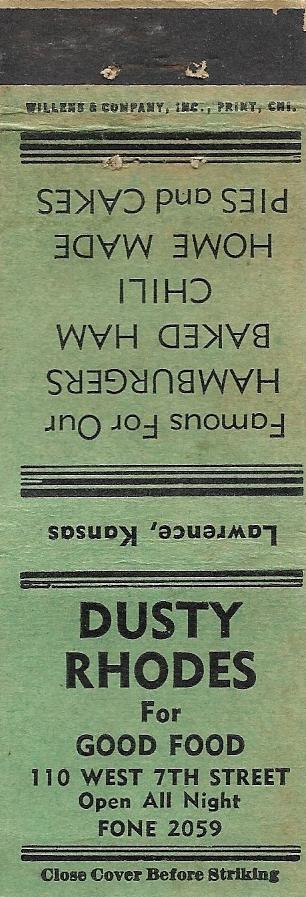 WILLENS & COMPANY, INC., PRINT, CHI.
Famous For Our
HAMBURGERS
BAKED HAM
CHILI
HOME MADE
PIES and CAKES
Lawrence, Kansas
DUSTY
RHODES
For
GOOD FOOD
110 WEST 7TH STREET
Open All Night
FONE 2059
Close Cover Before Striking